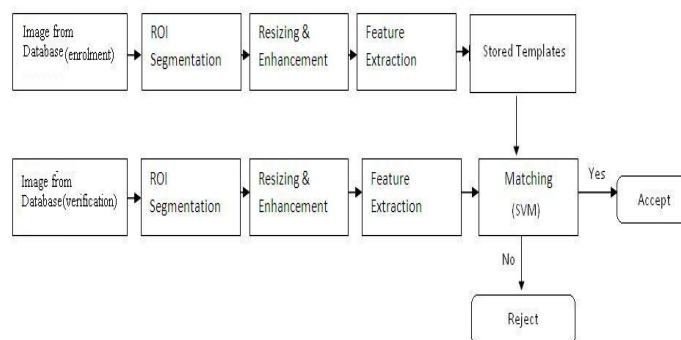 Image from
Database(enrolment)
ROI
Segmentation
Resizing &
Enhancement
Feature
Extraction
Stored Templates
Image from
Database(verification)
ROI
Segmentation
Resizing &
Enhancement
Feature
Extraction
Matching
(SVM)
Yes
Accept
No
Reject